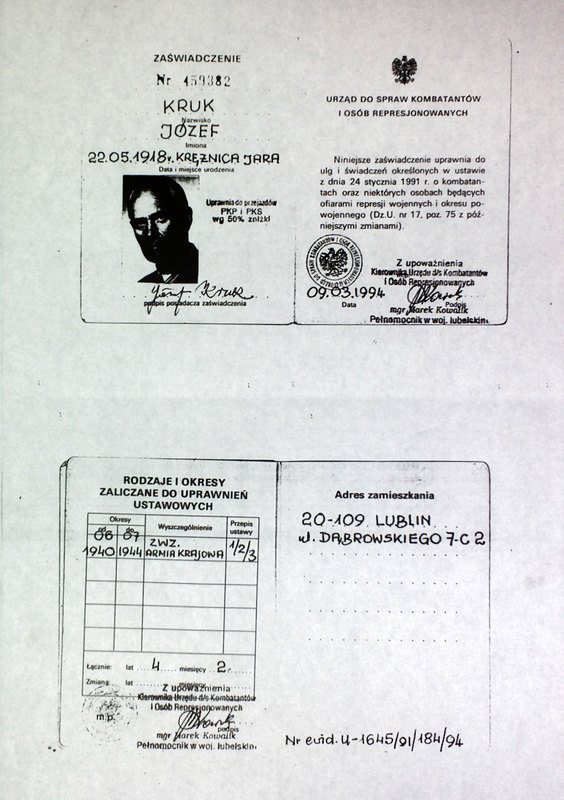 ZAŚWIADCZENIE
Nr 159382
KRUK
Nazwisko
JÓZEF
Imiona
22.05.1918r. KRĘŻNICA JARA
Data i miejsce urodzenia
Uprawnia do przejazdów
PKP i PKS
wg 50% zniżki
Józef Kruk
podpis posiadacza zaświadczenia
URZĄD DO SPRAW KOMBATANTÓW
I OSÓB REPRESJONOWANYCH
Niniejsze zaświadczenie uprawnia do
ulg i świadczeń określonych w ustawie
z dnia 24 stycznia 1991 r. o kombatan-
tach oraz niektórych osobach będących
ofiarami represji wojennych i okresu po-
wojennego (Dz.U. nr 17, poz. 75 z póź-
niejszymi zmianami).
Z upoważnienia
Kierownika Urzędu d/s Kombatantów
I Osób Represjonowanych
09.03.1994
Data
Podpis
mgr Marek Kowalik
Pełnomocnik w woj. lubelskim
RODZAJE I OKRESY
ZALICZANE DO UPRAWNIEŃ
USTAWOWYCH
Okresy
od do
Wyszczególnienie
Przepis
ustawy
06 07
1940 1944
ZWZ.
ARMIA KRAJOWA
1/2/3
Łącznie: lat 4 miesięcy 2
Zmiana: lat miesięcy
Z upoważnienia
Kierownika Urzędu d/s Kombatantów
I Osób Represjonowanych
m.p.
podpis
mgr Marek Kowalik
Pełnomocnik w woj. lubelskim
Adres zamieszkania
20-109 LUBLIN
ul. DĄBROWSKIEGO 7-C 2
Nr ewid. U-1645/91/184/94